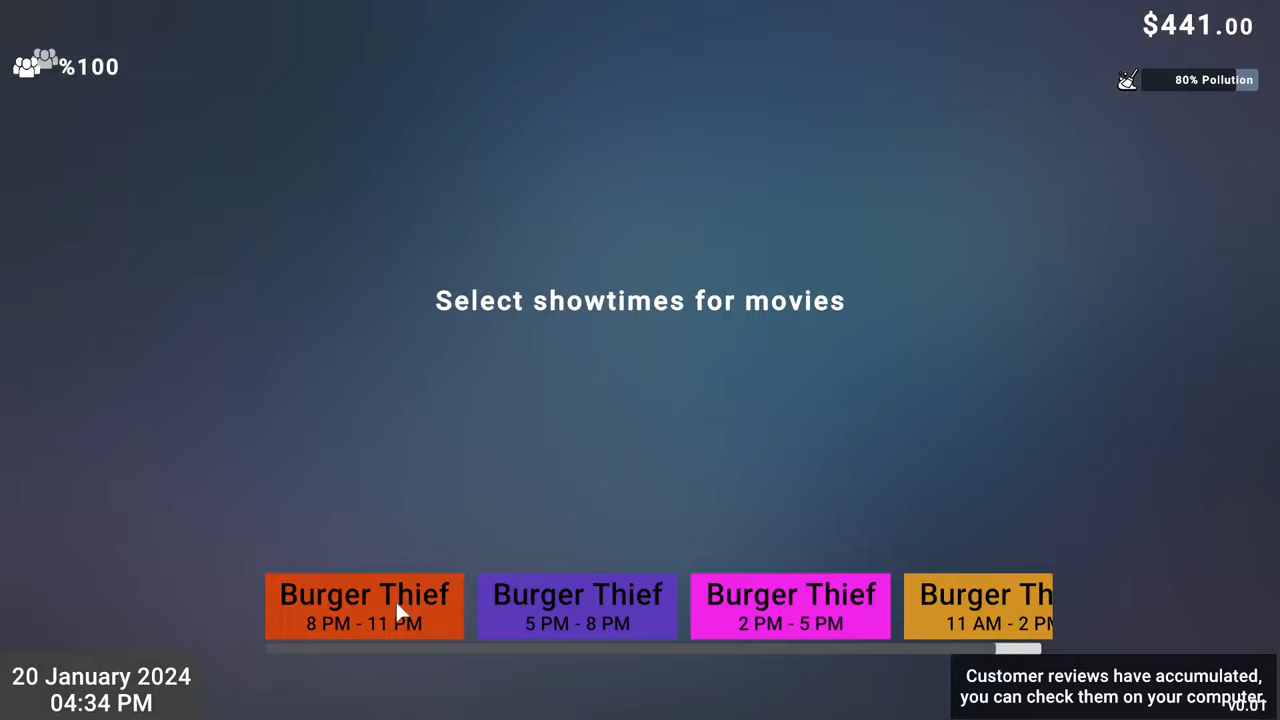 $441.00
%100
80% Pollution
Select showtimes for movies
Burger Thief
8 PM - 11 PM
Burger Thief
5 PM - 8 PM
Burger Thief
2 PM - 5 PM
Burger Th
11 AM - 2 PM
20 January 2024
04:34 PM
Customer reviews have accumulated,
you can check them on your computer.
v0.01